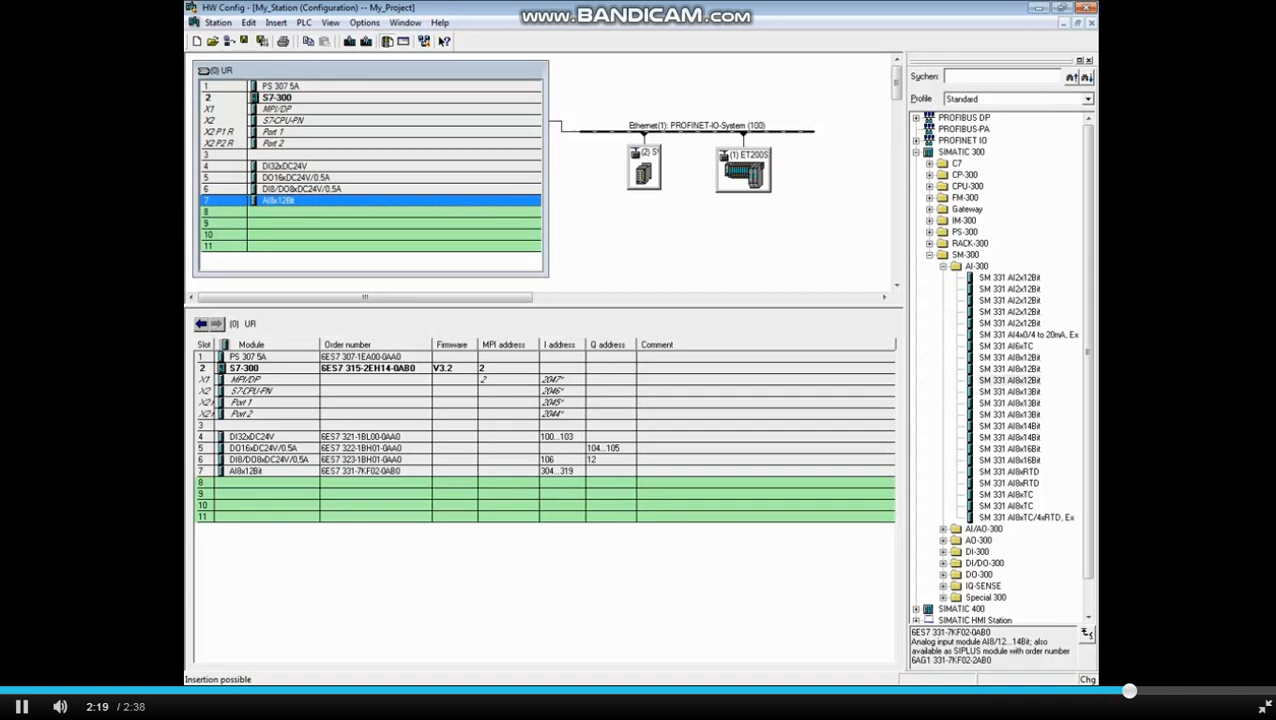 HW Config - [My_Station (Configuration) -- My_Project]
www.BANDICAM.com
Station Edit Insert PLC View Options Window Help
(0) UR
1 PS 307 5A
2 S7-300
X1 MPI/DP
X2 S7-CPU-PN
X2 P1 R Port 1
X2 P2 R Port 2
3
4 DI32xDC24V
5 DO16xDC24V/0.5A
6 DI8/DO8xDC24V/0,5A
7 AI8x12Bit
8
9
10
11
Ethernet(1): PROFINET-IO-System (100)
(2) S
(1) ET200S
(0) UR
Slot Module Order number Firmware MPI address I address Q address Comment
1 PS 307 5A 6ES7 307-1EA00-0AA0
2 S7-300 6ES7 315-2EH14-0AB0 V3.2 2
X1 MPI/DP 2 2047*
X2 S7-CPU-PN 2046*
X2 Port 1 2045*
X2 Port 2 2044*
3
4 DI32xDC24V 6ES7 321-1BL00-0AA0 100...103
5 DO16xDC24V/0.5A 6ES7 322-1BH01-0AA0 104...105
6 DI8/DO8xDC24V/0,5A 6ES7 323-1BH01-0AA0 106 12
7 AI8x12Bit 6ES7 331-7KF02-0AB0 304...319
8
9
10
11
Suchen:
Profile Standard
PROFIBUS DP
PROFIBUS-PA
PROFINET IO
SIMATIC 300
C7
CP-300
CPU-300
FM-300
Gateway
IM-300
PS-300
RACK-300
SM-300
AI-300
SM 331 AI2x12Bit
SM 331 AI2x12Bit
SM 331 AI2x12Bit
SM 331 AI2x12Bit
SM 331 AI2x12Bit
SM 331 AI4x0/4 to 20mA, Ex
SM 331 AI6xTC
SM 331 AI8x12Bit
SM 331 AI8x12Bit
SM 331 AI8x12Bit
SM 331 AI8x13Bit
SM 331 AI8x13Bit
SM 331 AI8x13Bit
SM 331 AI8x14Bit
SM 331 AI8x14Bit
SM 331 AI8x16Bit
SM 331 AI8x16Bit
SM 331 AI8xRTD
SM 331 AI8xRTD
SM 331 AI8xTC
SM 331 AI8xTC
SM 331 AI8xTC/4xRTD, Ex
AI/AO-300
AO-300
DI-300
DI/DO-300
DO-300
IQ-SENSE
Special 300
SIMATIC 400
SIMATIC HMI Station
6ES7 331-7KF02-0AB0
Analog input module AI8/12...14Bit; also
available as SIPLUS module with order number
6AG1 331-7KF02-2AB0
Insertion possible
Chg
2:19 / 2:38